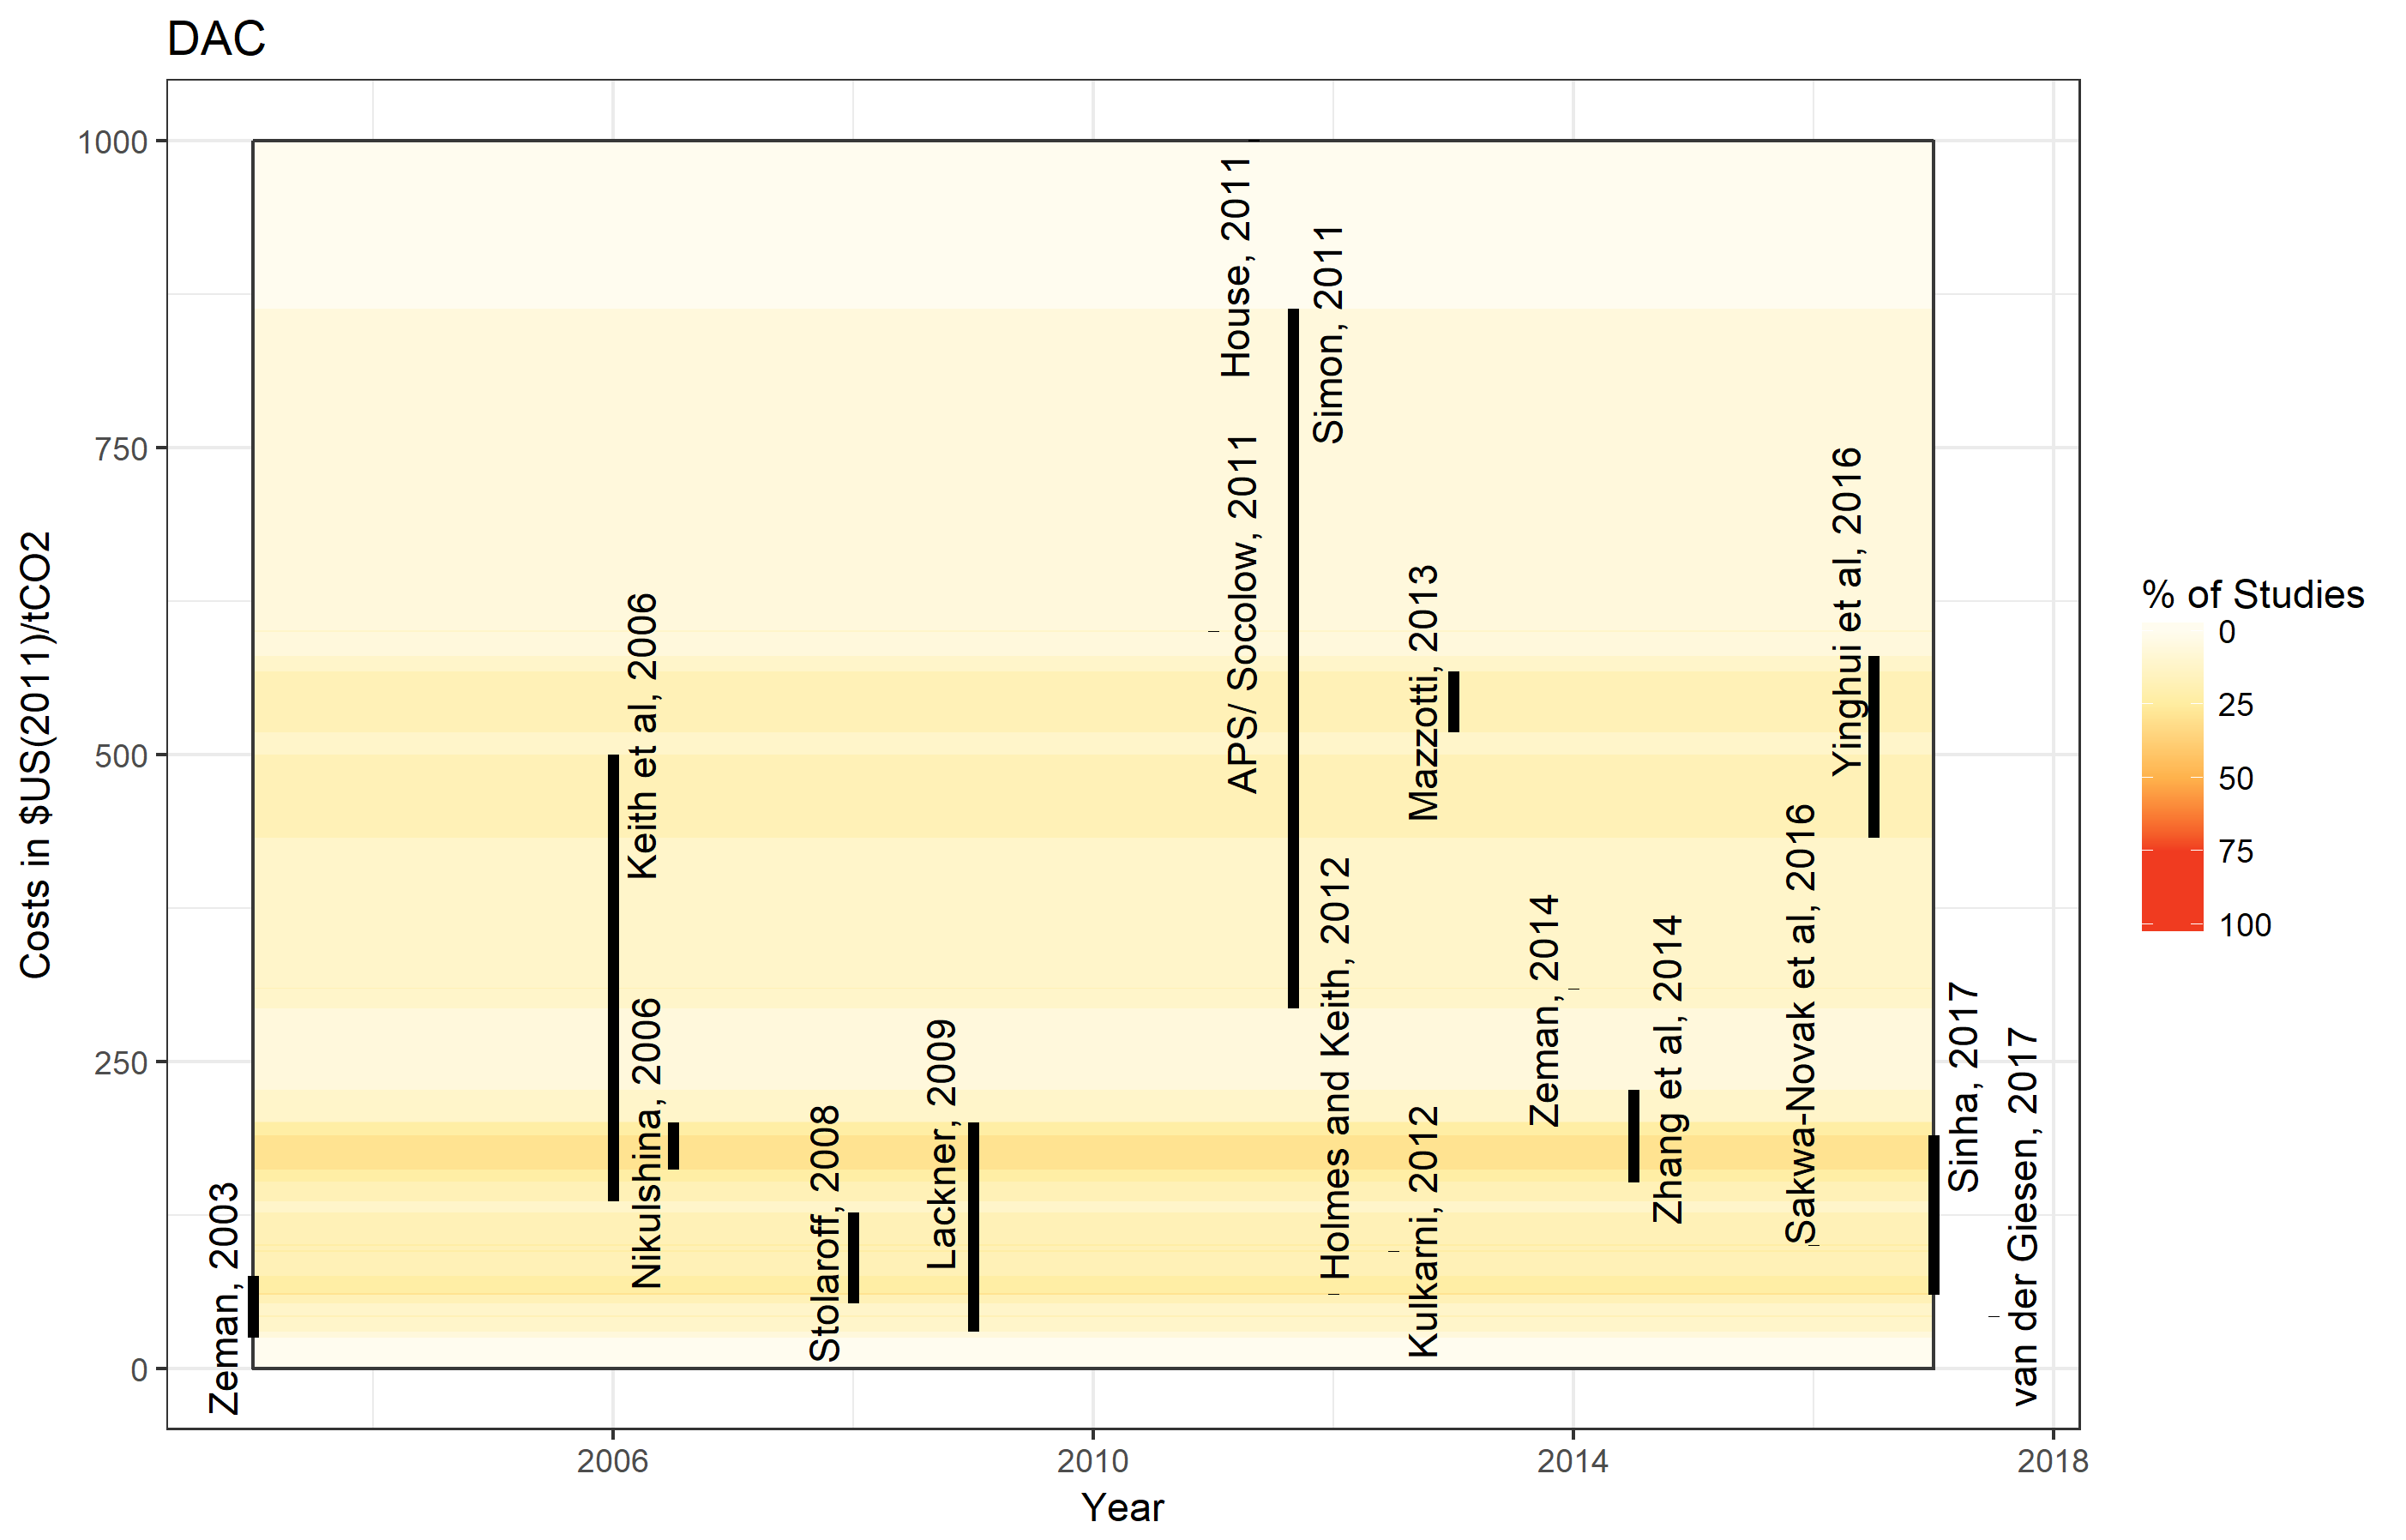 DAC
Costs in $US(2011)/tCO2
1000
750
500
250
0
Zeman, 2003
Keith et al, 2006
Nikulshina, 2006
Stolaroff, 2008
Lackner, 2009
House, 2011
APS/ Socolow, 2011
Simon, 2011
Holmes and Keith, 2012
Kulkarni, 2012
Mazzotti, 2013
Zeman, 2014
Zhang et al, 2014
Sakwa-Novak et al, 2016
Yinghui et al, 2016
Sinha, 2017
van der Giesen, 2017
2006
2010
2014
2018
Year
% of Studies
0
25
50
75
100